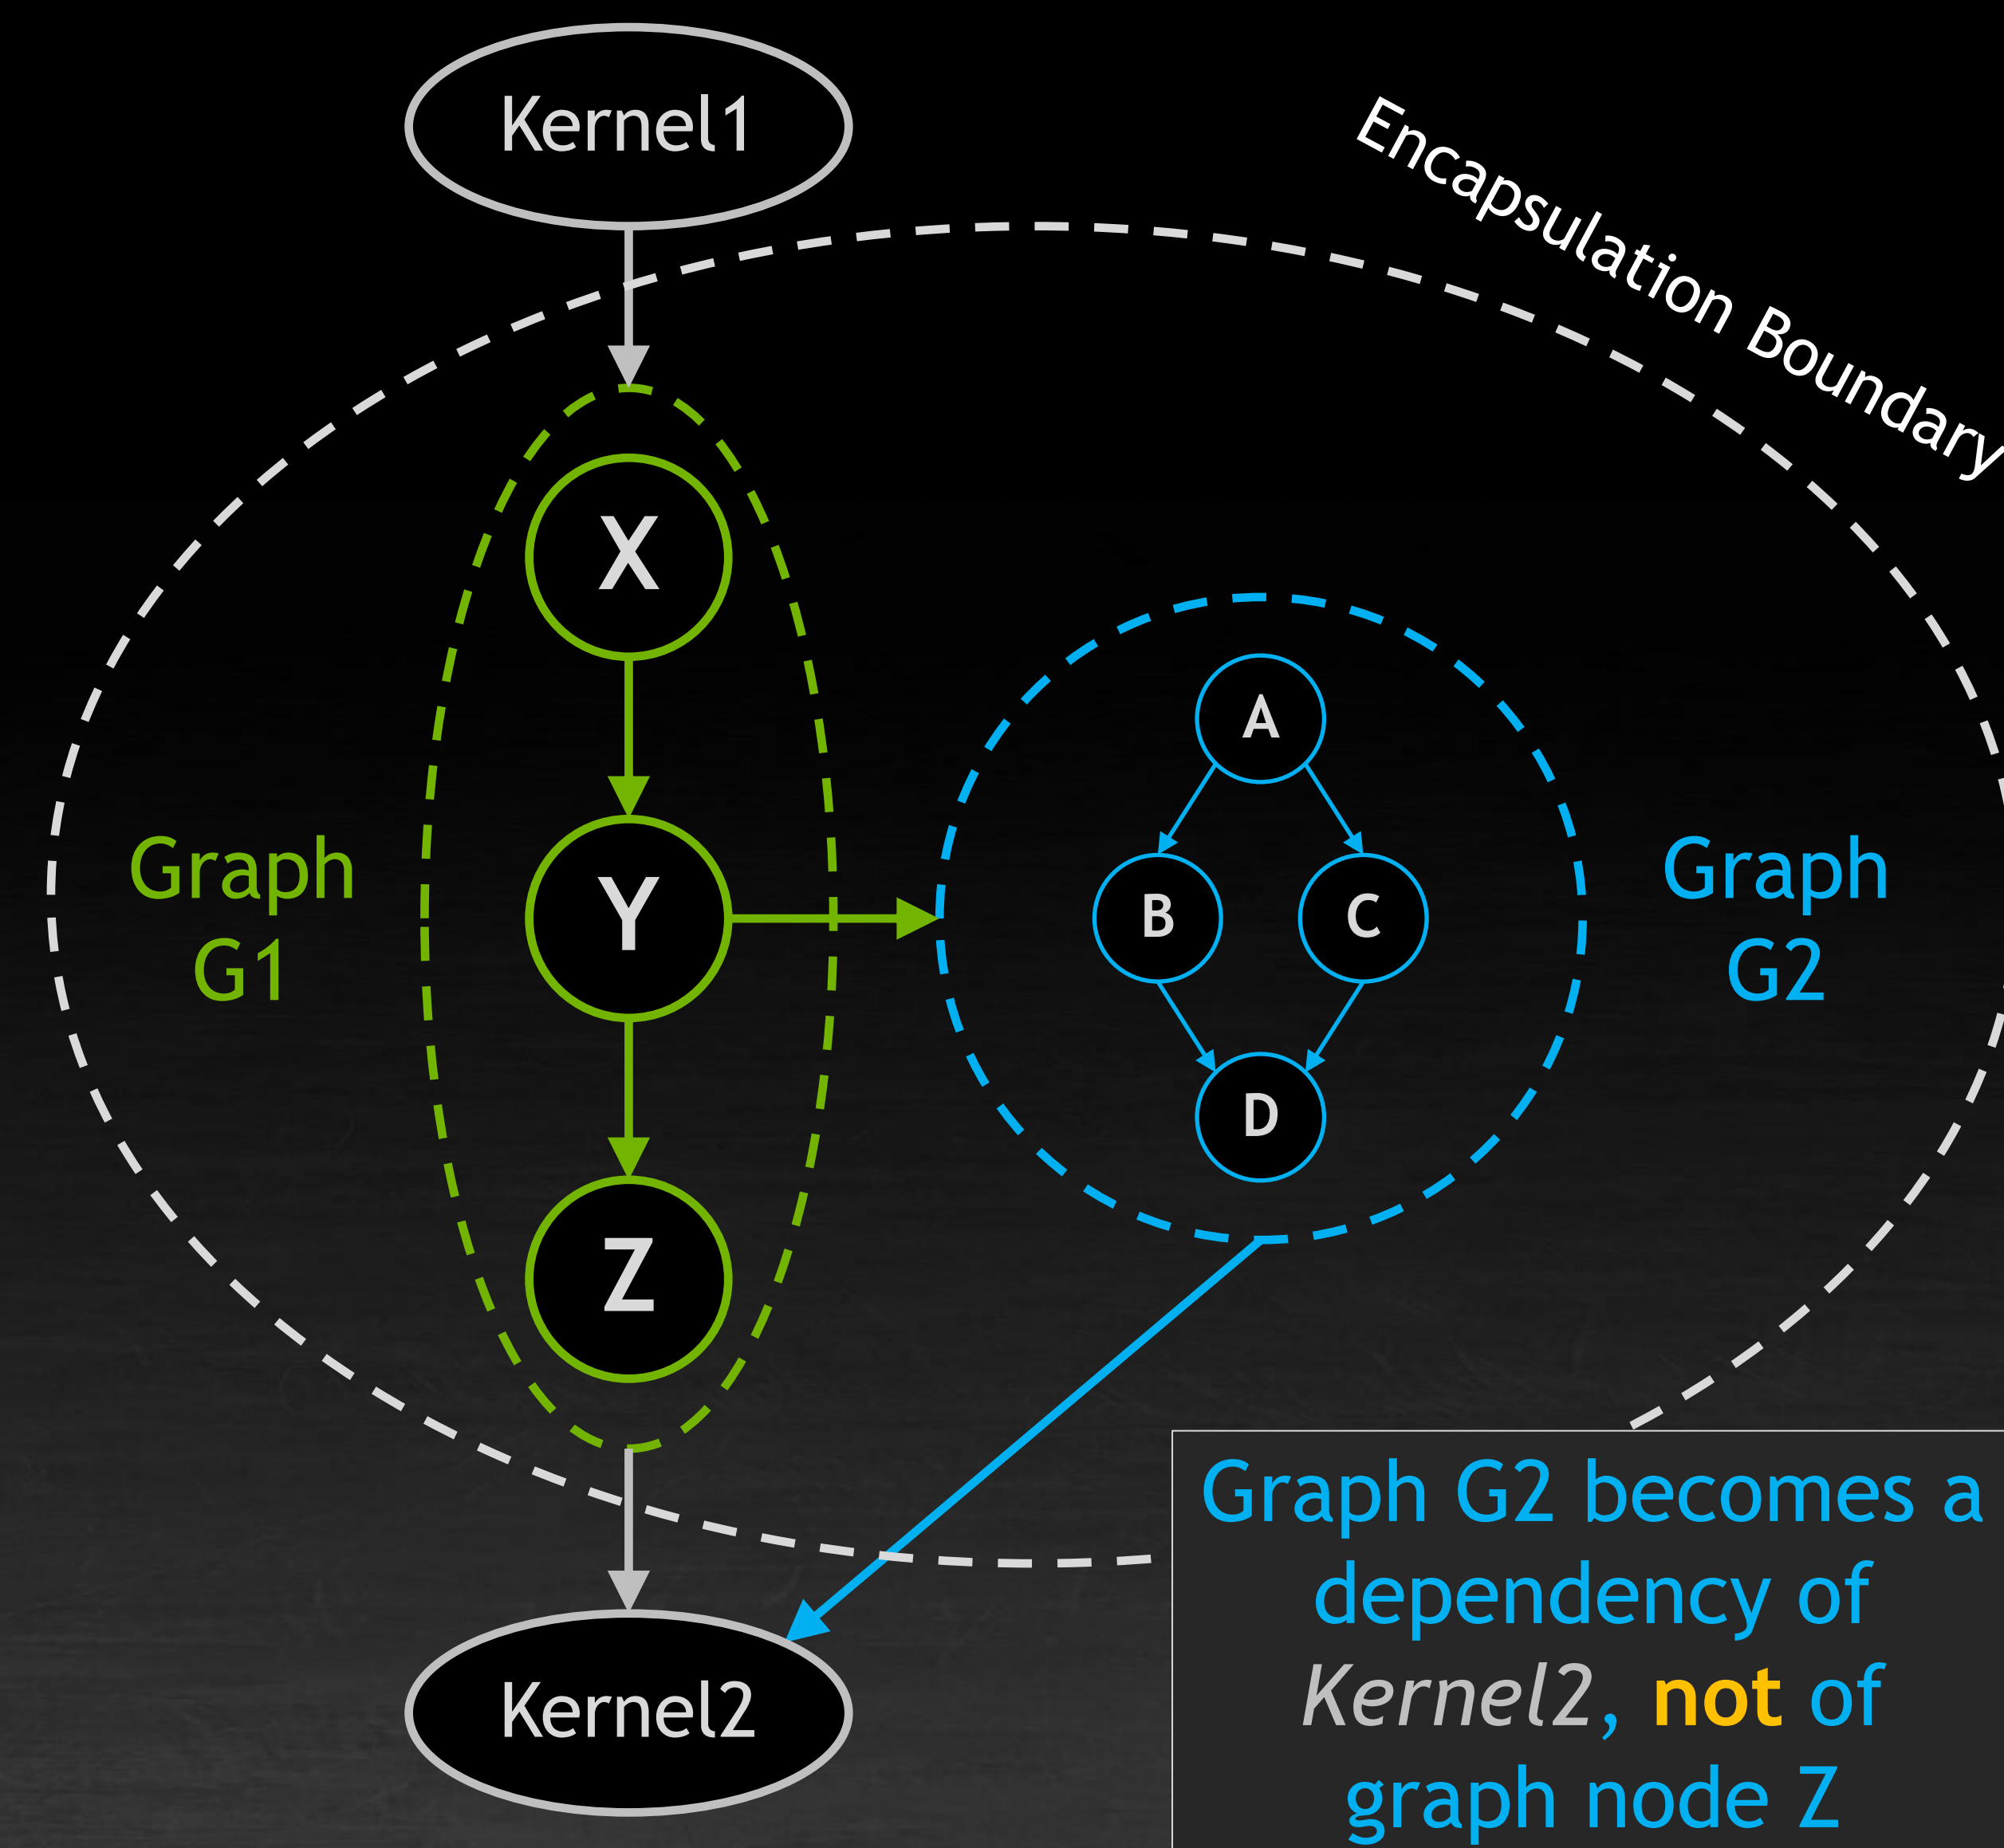 Kernel1
Encapsulation Boundary
X
A
Graph
G1
Y
B
C
Graph
G2
D
Z
Graph G2 becomes a
dependency of
Kernel2, not of
graph node Z
Kernel2